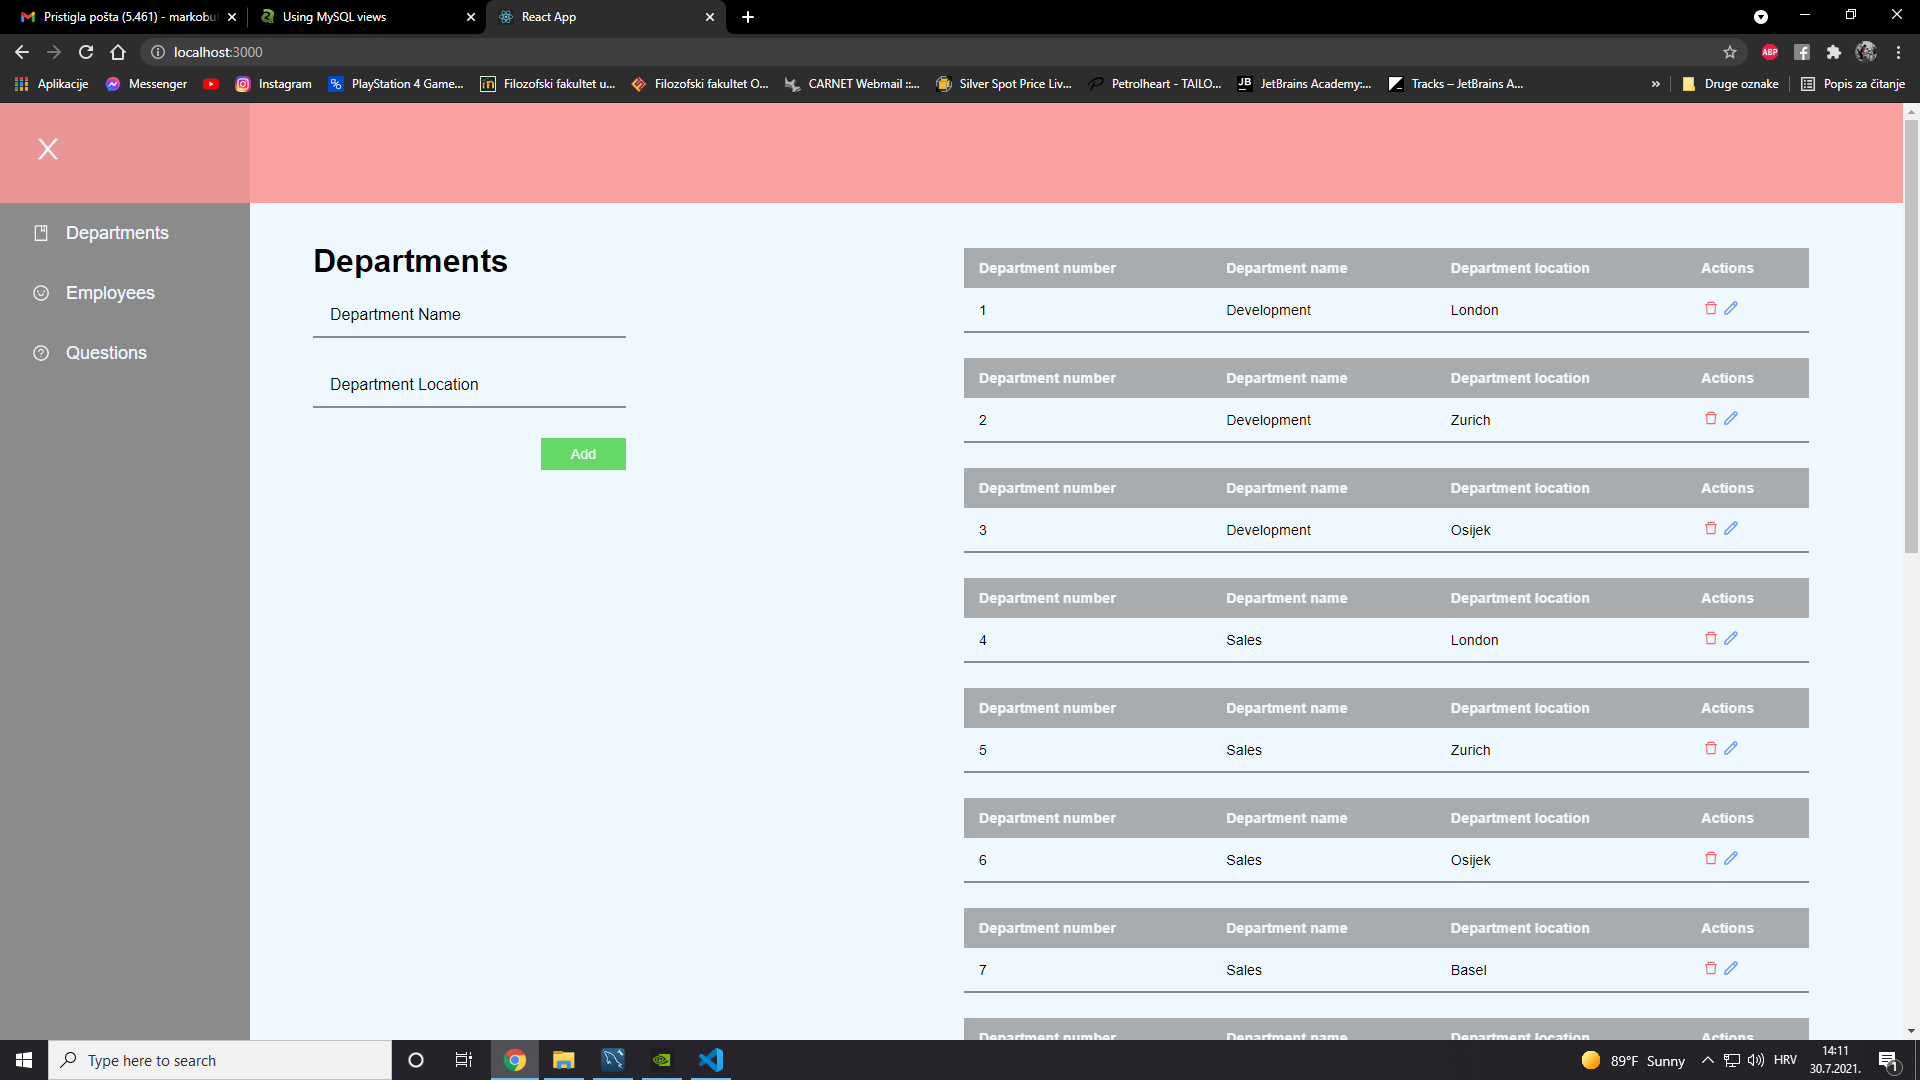 Pristigla pošta (5.461) - markobul
Using MySQL views
React App
localhost:3000
Aplikacije
Messenger
Instagram
PlayStation 4 Game...
Filozofski fakultet u...
Filozofski fakultet O...
CARNET Webmail ::...
Silver Spot Price Liv...
Petrolheart - TAILO...
JetBrains Academy:...
Tracks – JetBrains A...
»
Druge oznake
Popis za čitanje
ABP
JB
X
Departments
Employees
Questions
Departments
Department Name
Department Location
Add
Department number Department name Department location Actions
1 Development London
Department number Department name Department location Actions
2 Development Zurich
Department number Department name Department location Actions
3 Development Osijek
Department number Department name Department location Actions
4 Sales London
Department number Department name Department location Actions
5 Sales Zurich
Department number Department name Department location Actions
6 Sales Osijek
Department number Department name Department location Actions
7 Sales Basel
Department number Department name Department location Actions
Type here to search
89°F Sunny
HRV
14:11
30.7.2021.
1